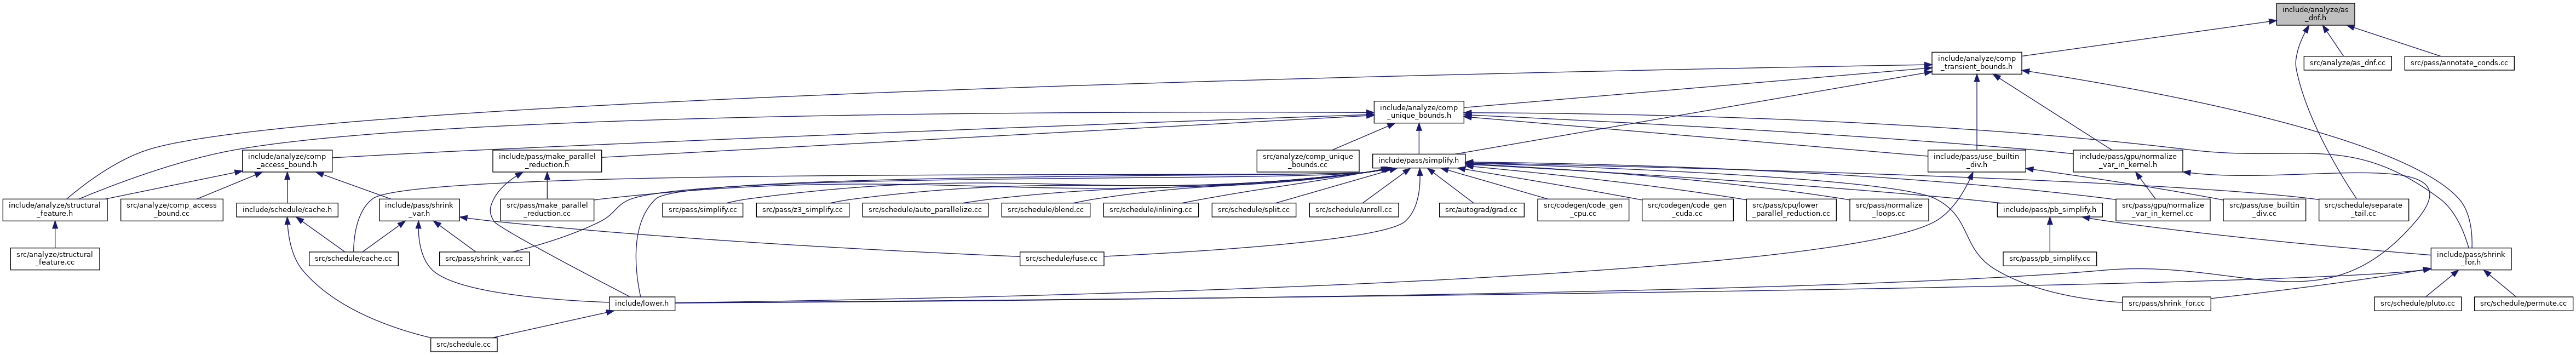 include/analyze/as
_dnf.h
include/analyze/comp
_transient_bounds.h
src/analyze/as_dnf.cc
src/pass/annotate_conds.cc
include/analyze/comp
_unique_bounds.h
include/analyze/comp
_access_bound.h
include/pass/make_parallel
_reduction.h
src/analyze/comp_unique
_bounds.cc
include/pass/simplify.h
include/pass/use_builtin
_div.h
include/pass/gpu/normalize
_var_in_kernel.h
include/analyze/structural
_feature.h
src/analyze/comp_access
_bound.cc
include/schedule/cache.h
include/pass/shrink
_var.h
src/pass/make_parallel
_reduction.cc
src/pass/simplify.cc
src/pass/z3_simplify.cc
src/schedule/auto_parallelize.cc
src/schedule/blend.cc
src/schedule/inlining.cc
src/schedule/split.cc
src/schedule/unroll.cc
src/autograd/grad.cc
src/codegen/code_gen
_cpu.cc
src/codegen/code_gen
_cuda.cc
src/pass/cpu/lower
_parallel_reduction.cc
src/pass/normalize
_loops.cc
include/pass/pb_simplify.h
src/pass/gpu/normalize
_var_in_kernel.cc
src/pass/use_builtin
_div.cc
src/schedule/separate
_tail.cc
src/analyze/structural
_feature.cc
src/schedule/cache.cc
src/pass/shrink_var.cc
src/schedule/fuse.cc
src/pass/pb_simplify.cc
include/pass/shrink
_for.h
include/lower.h
src/pass/shrink_for.cc
src/schedule/pluto.cc
src/schedule/permute.cc
src/schedule.cc